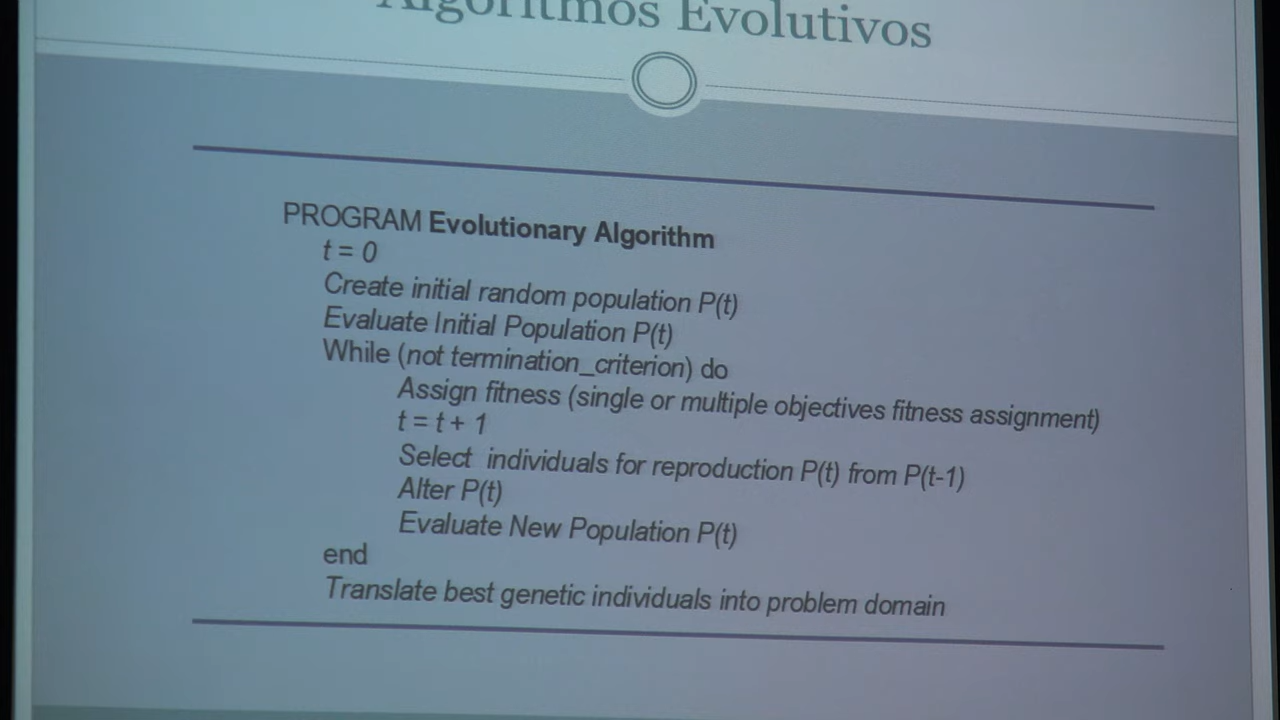 Algoritmos Evolutivos
PROGRAM Evolutionary Algorithm
t = 0
Create initial random population P(t)
Evaluate Initial Population P(t)
While (not termination_criterion) do
Assign fitness (single or multiple objectives fitness assignment)
t = t + 1
Select individuals for reproduction P(t) from P(t-1)
Alter P(t)
Evaluate New Population P(t)
end
Translate best genetic individuals into problem domain